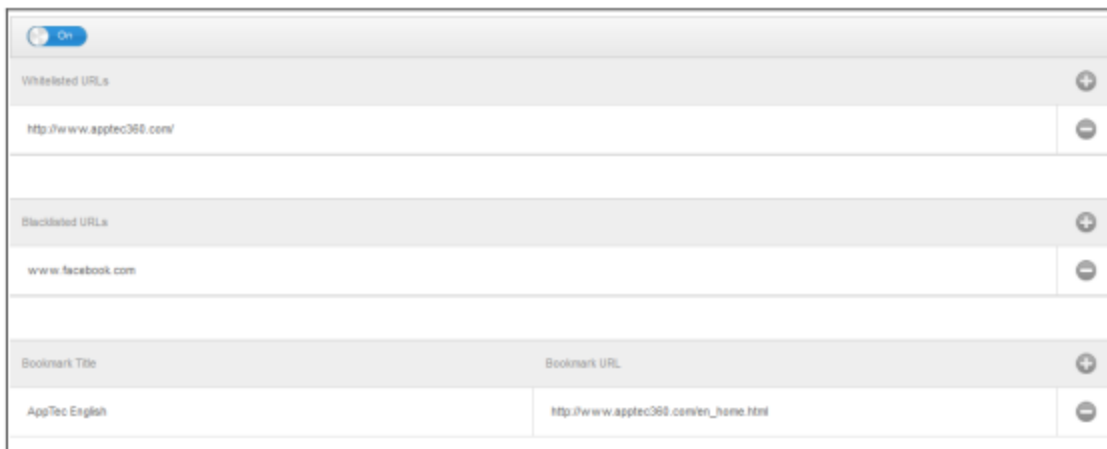 On
Whitelisted URLs
http://www.apptec360.com/
Blacklisted URLs
www.facebook.com
Bookmark Title Bookmark URL
AppTec English http://www.apptec360.com/en_home.html